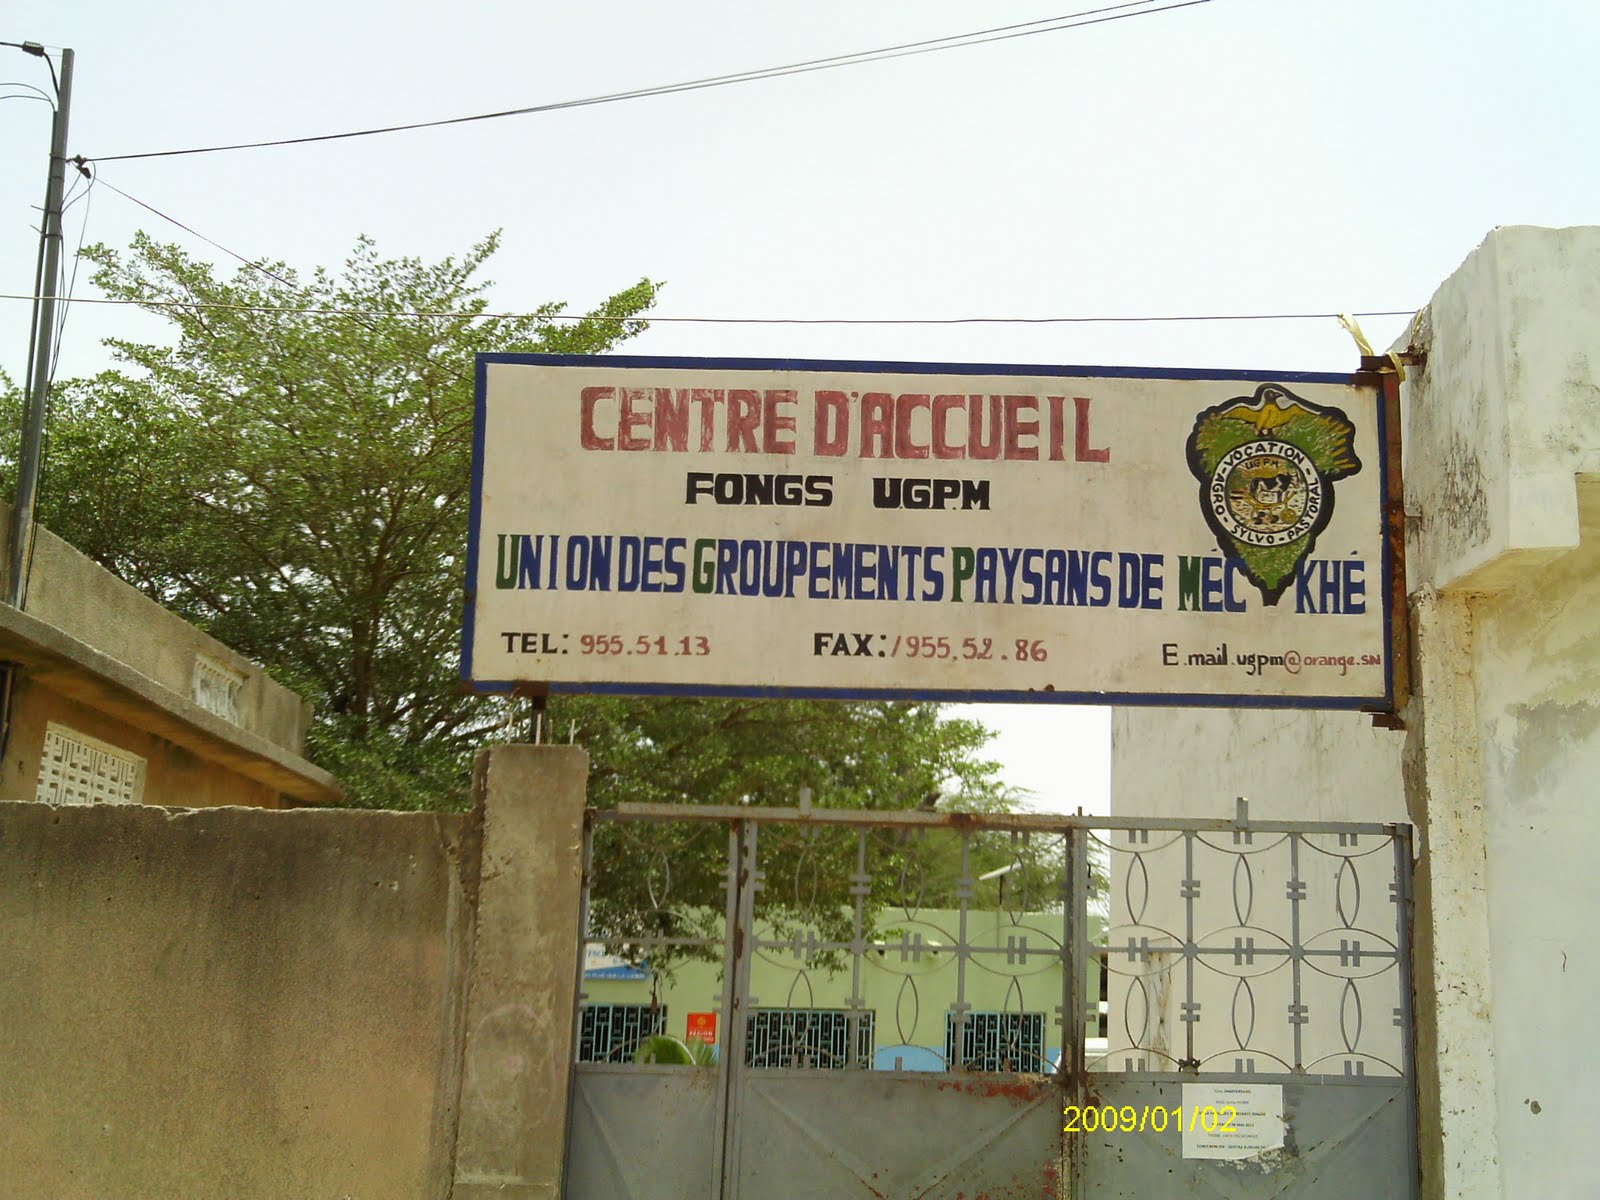 CENTRE D'ACCUEIL
FONGS U.G.P.M
UNION DES GROUPEMENTS PAYSANS DE MÉC KHÉ
TEL: 955.51.13 FAX:/955.52.86 E.mail.ugpm@orange.SN
VOCATION - AGRO - SYLVO - PASTORAL
U.G.P.M
2009/01/02